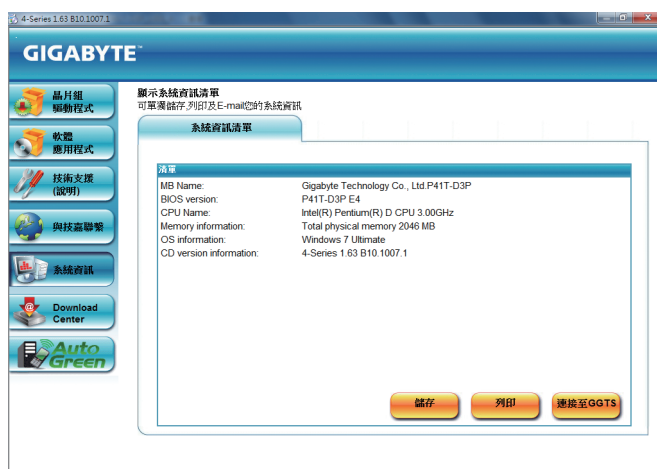 4-Series 1.63 B10.1007.1
GIGABYTE™
晶片組
驅動程式
軟體
應用程式
技術支援
(說明)
與技嘉聯繫
系統資訊
Download
Center
Auto
Green
顯示系統資訊清單
可單獨儲存,列印及E-mail您的系統資訊
系統資訊清單
清單
MB Name: Gigabyte Technology Co., Ltd.P41T-D3P
BIOS version: P41T-D3P E4
CPU Name: Intel(R) Pentium(R) D CPU 3.00GHz
Memory information: Total physical memory 2046 MB
OS information: Windows 7 Ultimate
CD version information: 4-Series 1.63 B10.1007.1
儲存
列印
連接至GGTS